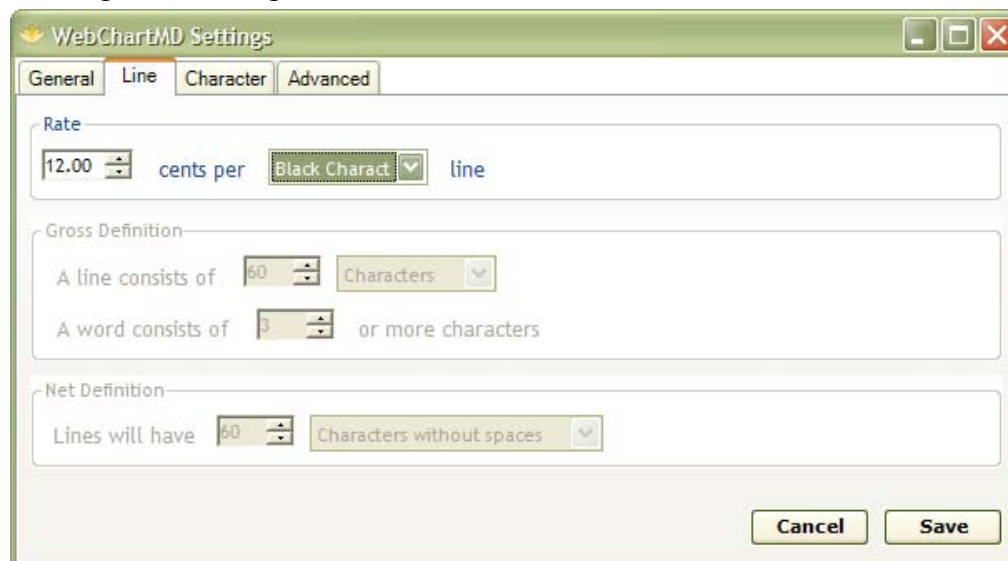 WebChartMD Settings
General Line Character Advanced
Rate
12.00 cents per Black Charact line
Gross Definition
A line consists of 60 Characters
A word consists of 3 or more characters
Net Definition
Lines will have 60 Characters without spaces
Cancel Save